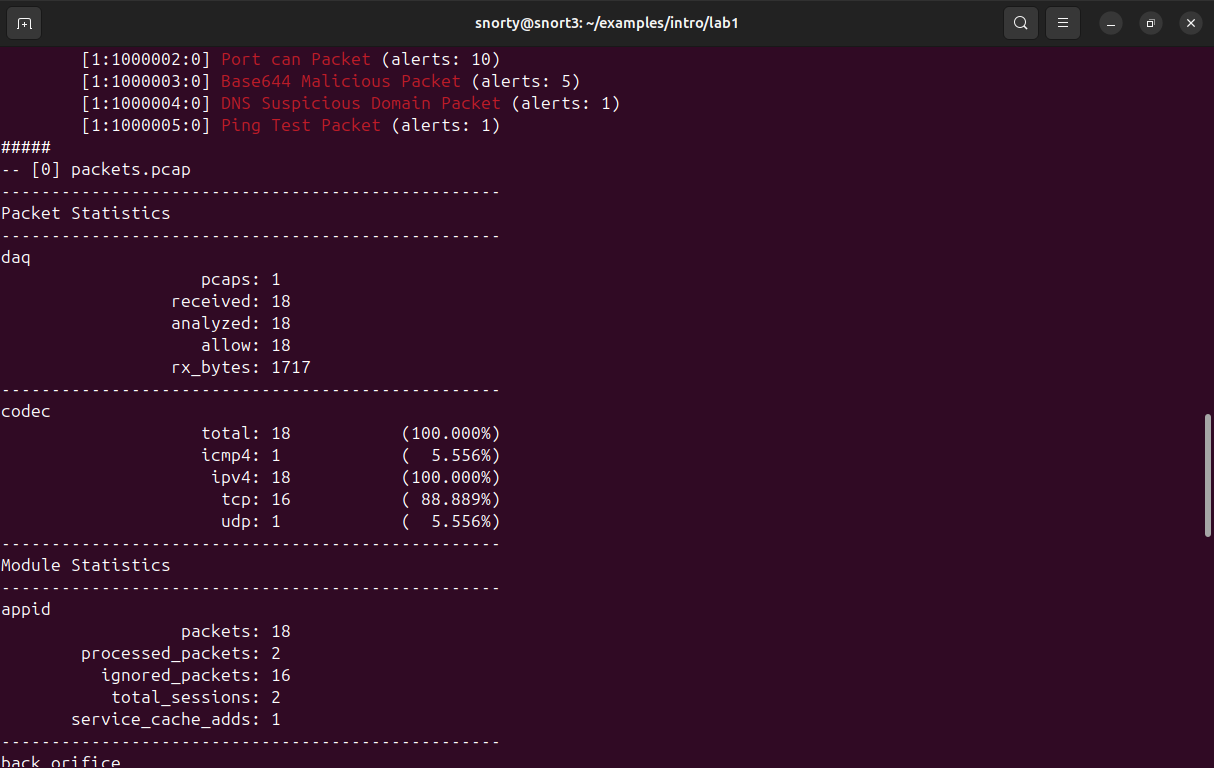 snorty@snort3: ~/examples/intro/lab1
[1:1000002:0] Port can Packet (alerts: 10)
[1:1000003:0] Base644 Malicious Packet (alerts: 5)
[1:1000004:0] DNS Suspicious Domain Packet (alerts: 1)
[1:1000005:0] Ping Test Packet (alerts: 1)
#####
-- [0] packets.pcap
--------------------------------------------------
Packet Statistics
--------------------------------------------------
daq
pcaps: 1
received: 18
analyzed: 18
allow: 18
rx_bytes: 1717
--------------------------------------------------
codec
total: 18 (100.000%)
icmp4: 1 (  5.556%)
ipv4: 18 (100.000%)
tcp: 16 ( 88.889%)
udp: 1 (  5.556%)
--------------------------------------------------
Module Statistics
--------------------------------------------------
appid
packets: 18
processed_packets: 2
ignored_packets: 16
total_sessions: 2
service_cache_adds: 1
--------------------------------------------------
back_orifice